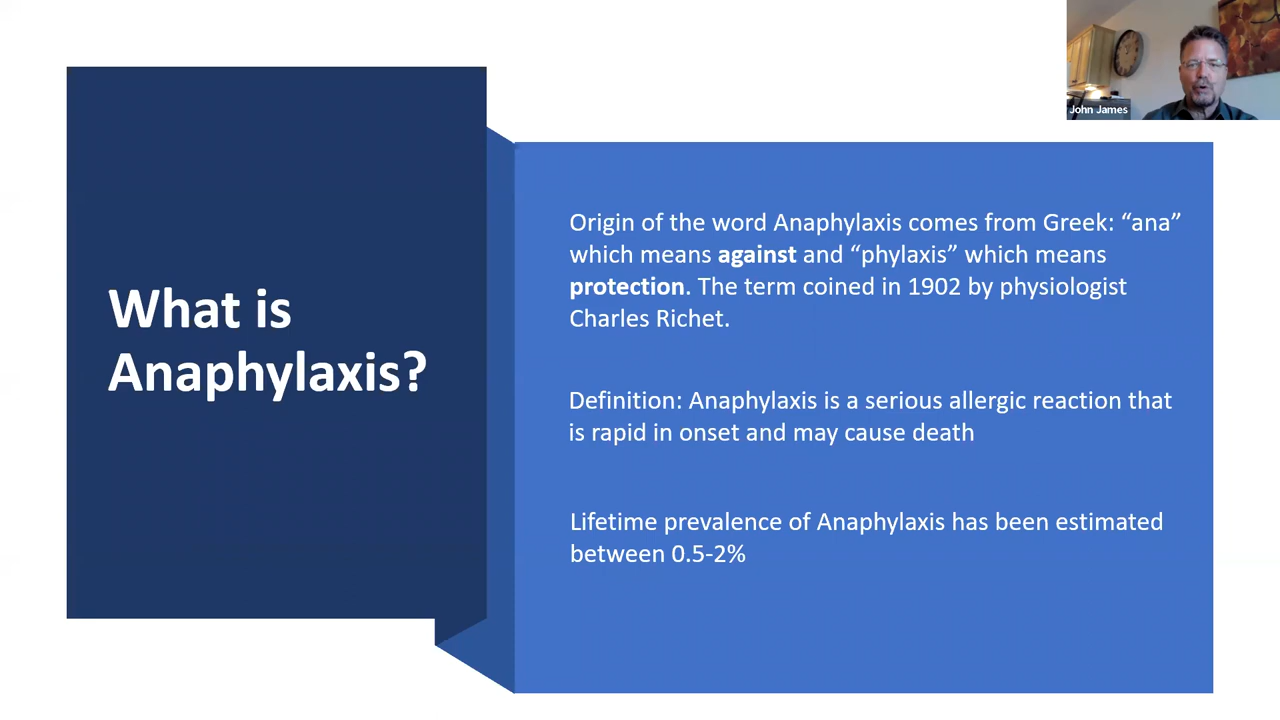 John James
What is
Anaphylaxis?
Origin of the word Anaphylaxis comes from Greek: “ana”
which means against and “phylaxis” which means
protection. The term coined in 1902 by physiologist
Charles Richet.
Definition: Anaphylaxis is a serious allergic reaction that
is rapid in onset and may cause death
Lifetime prevalence of Anaphylaxis has been estimated
between 0.5-2%